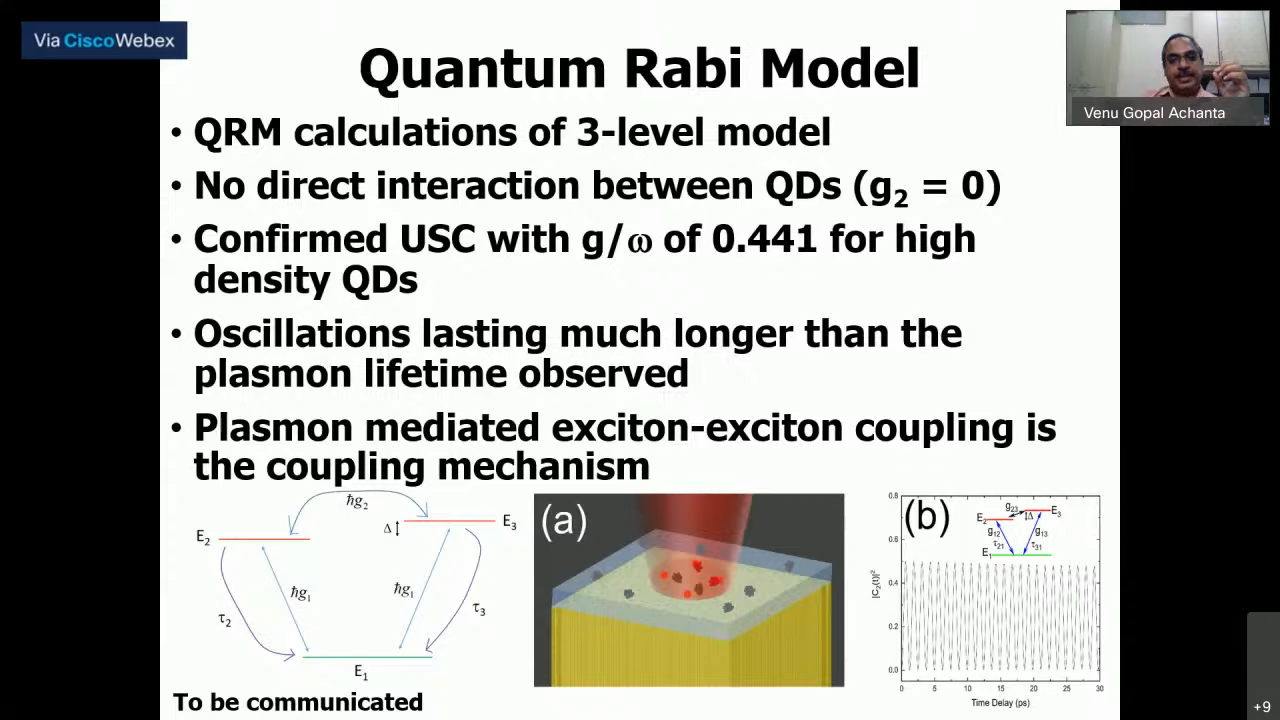 Via CiscoWebex
Quantum Rabi Model
Venu Gopal Achanta
• QRM calculations of 3-level model
• No direct interaction between QDs (g₂ = 0)
• Confirmed USC with g/ω of 0.441 for high
density QDs
• Oscillations lasting much longer than the
plasmon lifetime observed
• Plasmon mediated exciton-exciton coupling is
the coupling mechanism
ħg₂
E₂
Δ
E₃
ħg₁
ħg₁
τ₂
τ₃
E₁
(a)
(b)
g₂₃
E₂
Δ
E₃
g₁₂
g₁₃
τ₂₁
τ₃₁
E₁
|C₂(t)|²
0.8
0.6
0.4
0.2
0.0
0 5 10 15 20 25 30
Time Delay (ps)
To be communicated
+9